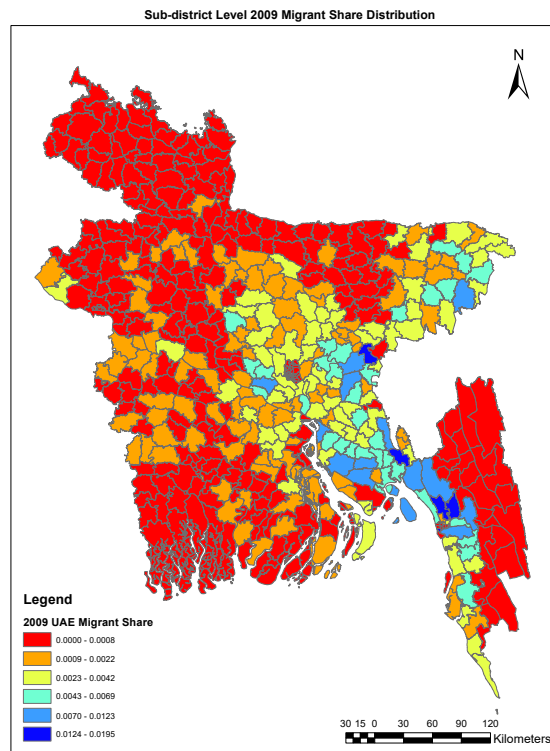 Sub-district Level 2009 Migrant Share Distribution
N
Legend
2009 UAE Migrant Share
0.0000 - 0.0008
0.0009 - 0.0022
0.0023 - 0.0042
0.0043 - 0.0069
0.0070 - 0.0123
0.0124 - 0.0195
30 15 0 30 60 90 120
Kilometers